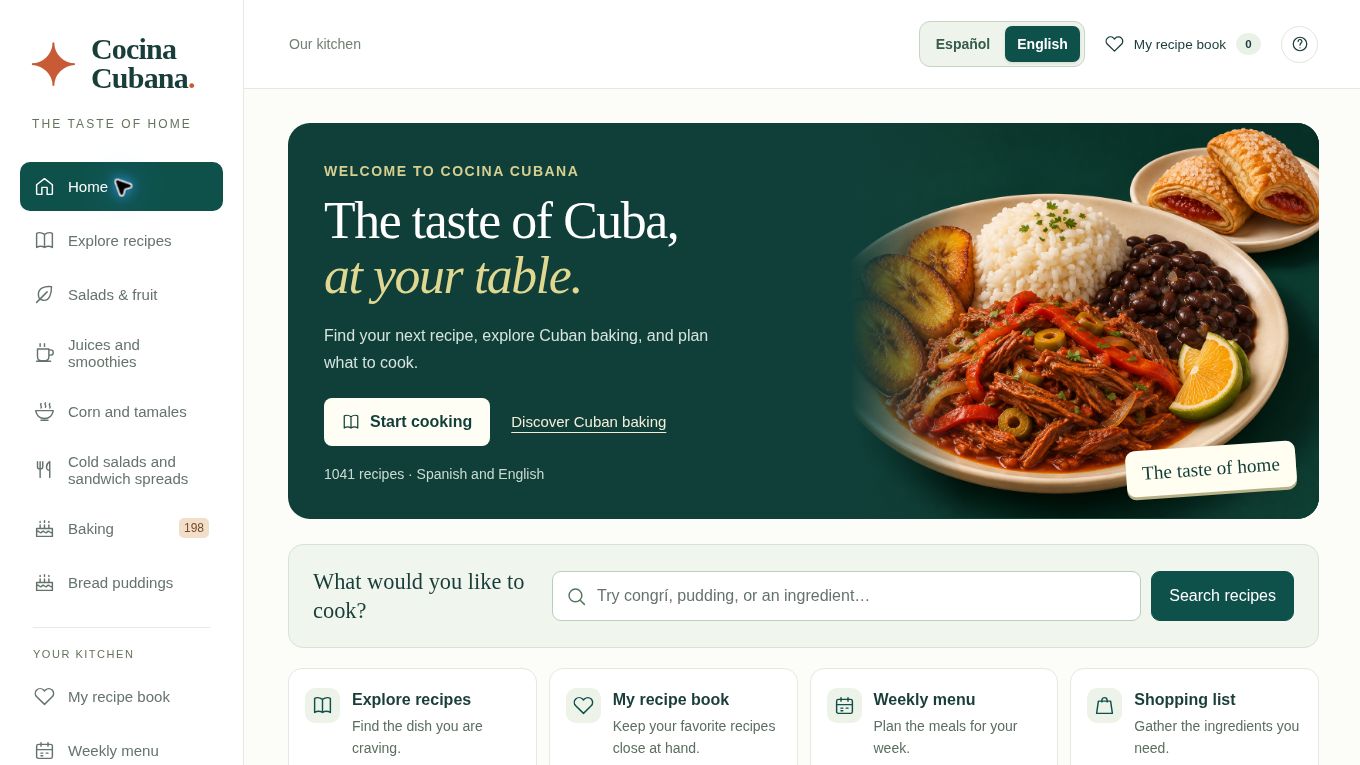 Cocina
Cubana.
THE TASTE OF HOME
Home
Explore recipes
Salads & fruit
Juices and
smoothies
Corn and tamales
Cold salads and
sandwich spreads
Baking 198
Bread puddings
YOUR KITCHEN
My recipe book
Weekly menu
Our kitchen
Español English
My recipe book 0
WELCOME TO COCINA CUBANA
The taste of Cuba,
at your table.
Find your next recipe, explore Cuban baking, and plan
what to cook.
Start cooking
Discover Cuban baking
1041 recipes · Spanish and English
The taste of home
What would you like to
cook?
Try congrí, pudding, or an ingredient…
Search recipes
Explore recipes
Find the dish you are
craving.
My recipe book
Keep your favorite recipes
close at hand.
Weekly menu
Plan the meals for your
week.
Shopping list
Gather the ingredients you
need.